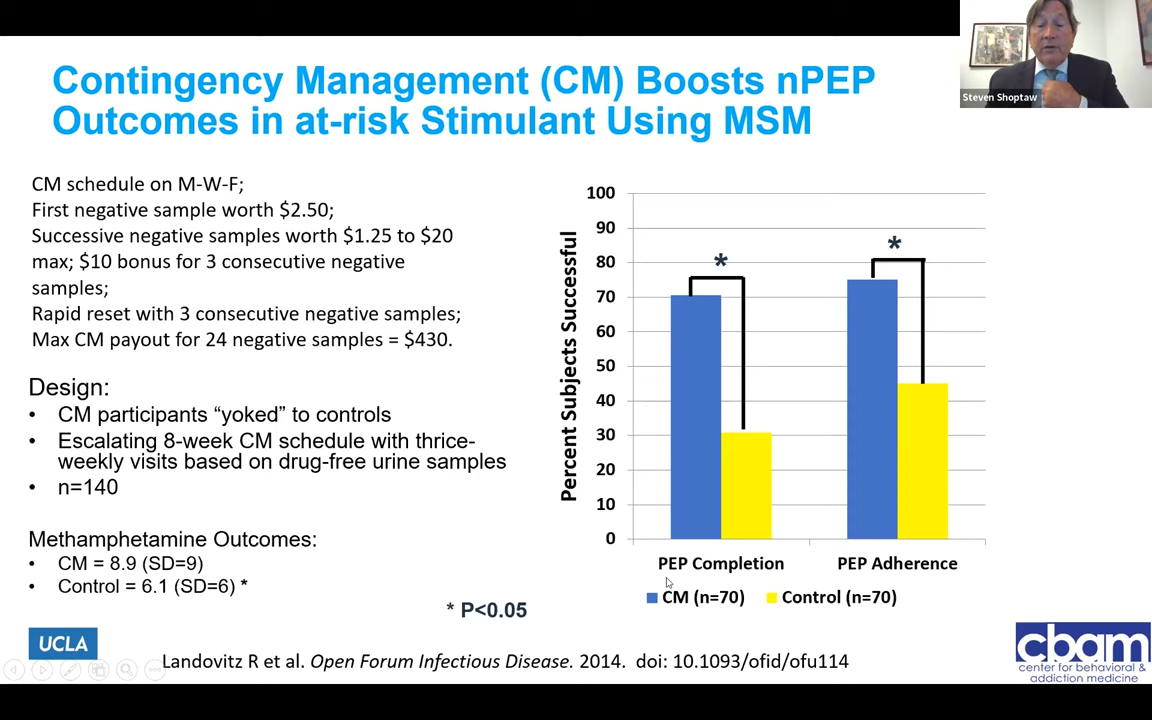 Steven Shoptaw
Contingency Management (CM) Boosts nPEP
Outcomes in at-risk Stimulant Using MSM
CM schedule on M-W-F;
First negative sample worth $2.50;
Successive negative samples worth $1.25 to $20
max; $10 bonus for 3 consecutive negative
samples;
Rapid reset with 3 consecutive negative samples;
Max CM payout for 24 negative samples = $430.
Design:
• CM participants “yoked” to controls
• Escalating 8-week CM schedule with thrice-
weekly visits based on drug-free urine samples
• n=140
Methamphetamine Outcomes:
• CM = 8.9 (SD=9)
• Control = 6.1 (SD=6) *
* P<0.05
Percent Subjects Successful
100
90
80
70
60
50
40
30
20
10
0
*
*
PEP Completion
PEP Adherence
CM (n=70)
Control (n=70)
UCLA
Landovitz R et al. Open Forum Infectious Disease. 2014. doi: 10.1093/ofid/ofu114
cbam
center for behavioral &
addiction medicine